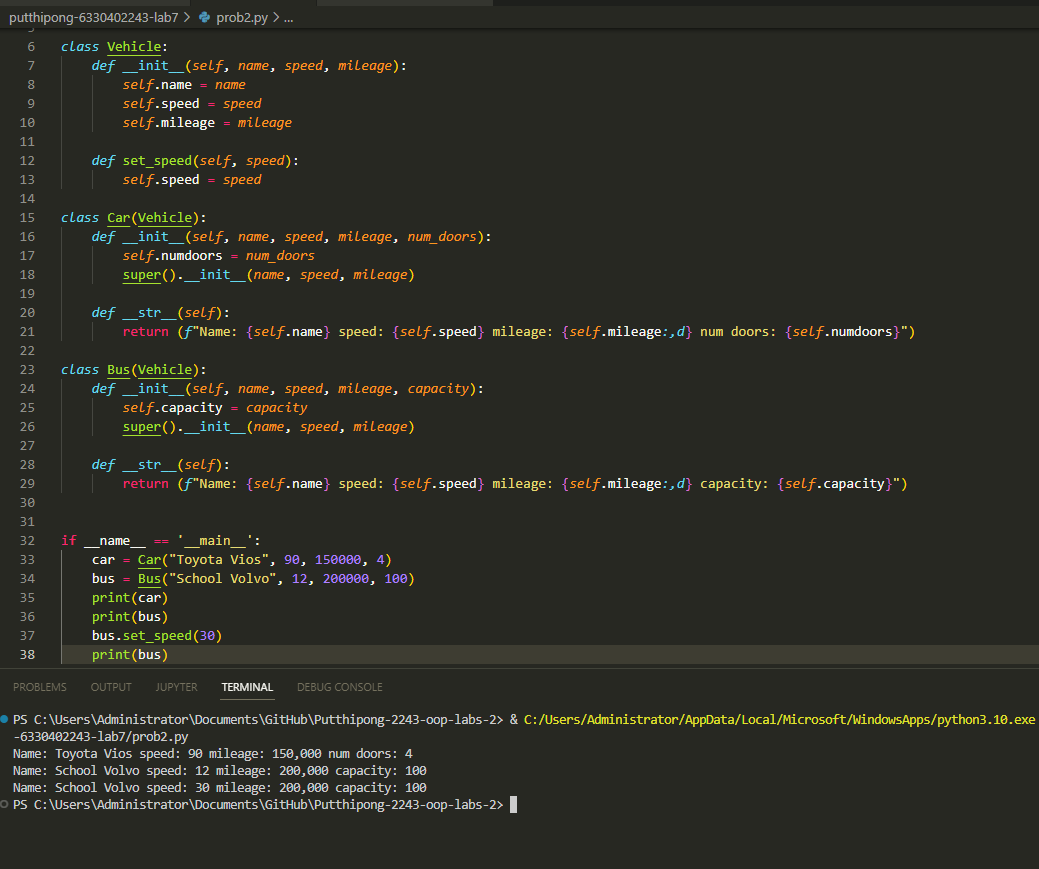 putthipong-6330402243-lab7 > prob2.py > ...
6 class Vehicle:
7 def __init__(self, name, speed, mileage):
8 self.name = name
9 self.speed = speed
10 self.mileage = mileage
11
12 def set_speed(self, speed):
13 self.speed = speed
14
15 class Car(Vehicle):
16 def __init__(self, name, speed, mileage, num_doors):
17 self.numdoors = num_doors
18 super().__init__(name, speed, mileage)
19
20 def __str__(self):
21 return (f"Name: {self.name} speed: {self.speed} mileage: {self.mileage:,d} num doors: {self.numdoors}")
22
23 class Bus(Vehicle):
24 def __init__(self, name, speed, mileage, capacity):
25 self.capacity = capacity
26 super().__init__(name, speed, mileage)
27
28 def __str__(self):
29 return (f"Name: {self.name} speed: {self.speed} mileage: {self.mileage:,d} capacity: {self.capacity}")
30
31
32 if __name__ == '__main__':
33 car = Car("Toyota Vios", 90, 150000, 4)
34 bus = Bus("School Volvo", 12, 200000, 100)
35 print(car)
36 print(bus)
37 bus.set_speed(30)
38 print(bus)
PROBLEMS OUTPUT JUPYTER TERMINAL DEBUG CONSOLE
PS C:\Users\Administrator\Documents\GitHub\Putthipong-2243-oop-labs-2> & C:/Users/Administrator/AppData/Local/Microsoft/WindowsApps/python3.10.exe
-6330402243-lab7/prob2.py
Name: Toyota Vios speed: 90 mileage: 150,000 num doors: 4
Name: School Volvo speed: 12 mileage: 200,000 capacity: 100
Name: School Volvo speed: 30 mileage: 200,000 capacity: 100
PS C:\Users\Administrator\Documents\GitHub\Putthipong-2243-oop-labs-2>